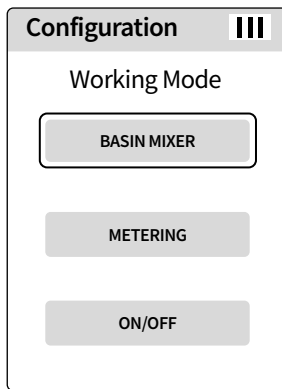 Configuration
Working Mode
BASIN MIXER
METERING
ON/OFF